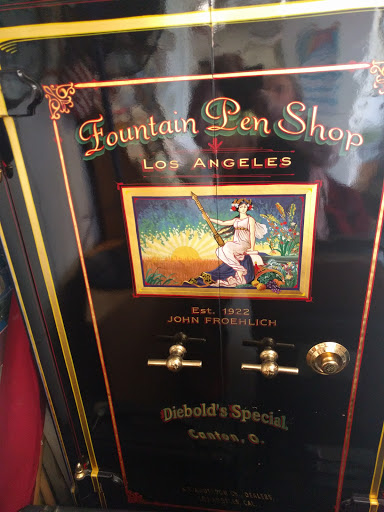 Fountain Pen Shop
LOS ANGELES
EST. 1922
JOHN FROEHLICH
Diebold's Special,
Canton, O.